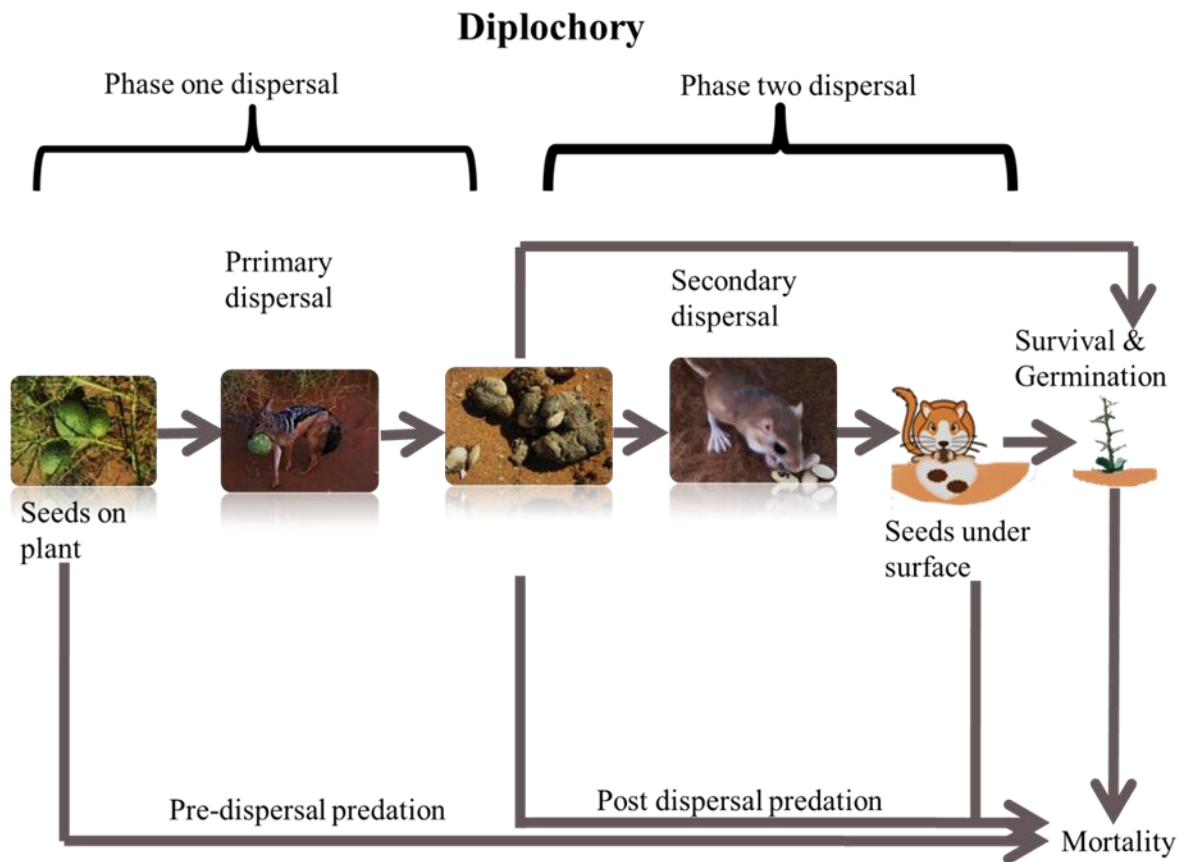 Diplochory
Phase one dispersal
Phase two dispersal
Prrimary
dispersal
Secondary
dispersal
Survival &
Germination
Seeds on
plant
Seeds under
surface
Pre-dispersal predation
Post dispersal predation
Mortality